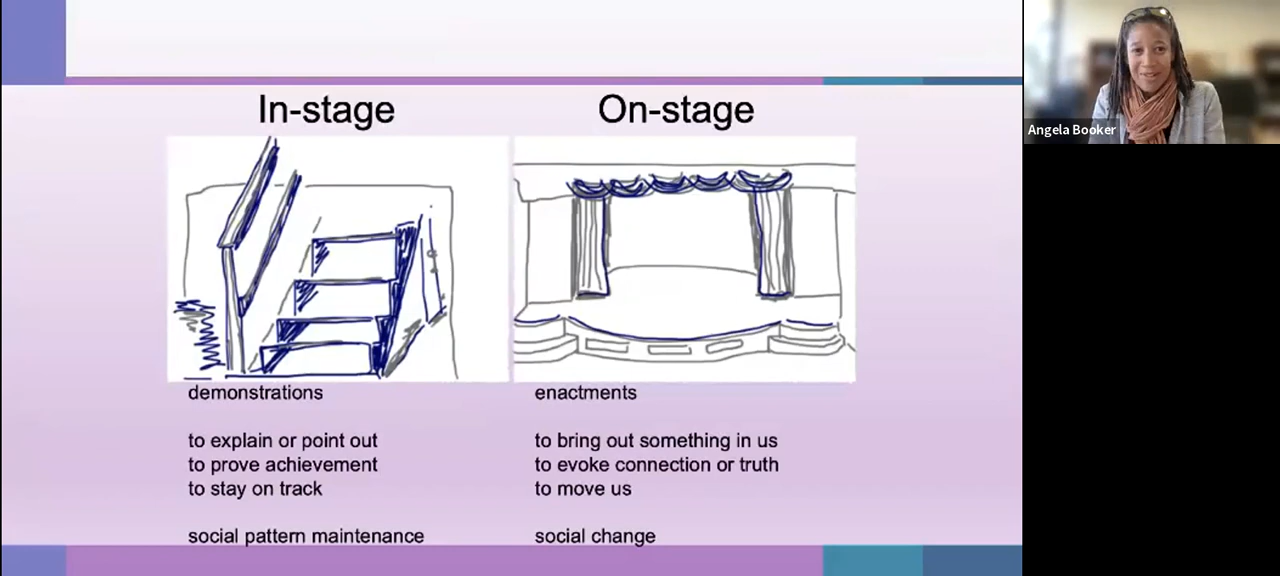 In-stage
On-stage
Angela Booker
demonstrations
to explain or point out
to prove achievement
to stay on track
social pattern maintenance
enactments
to bring out something in us
to evoke connection or truth
to move us
social change